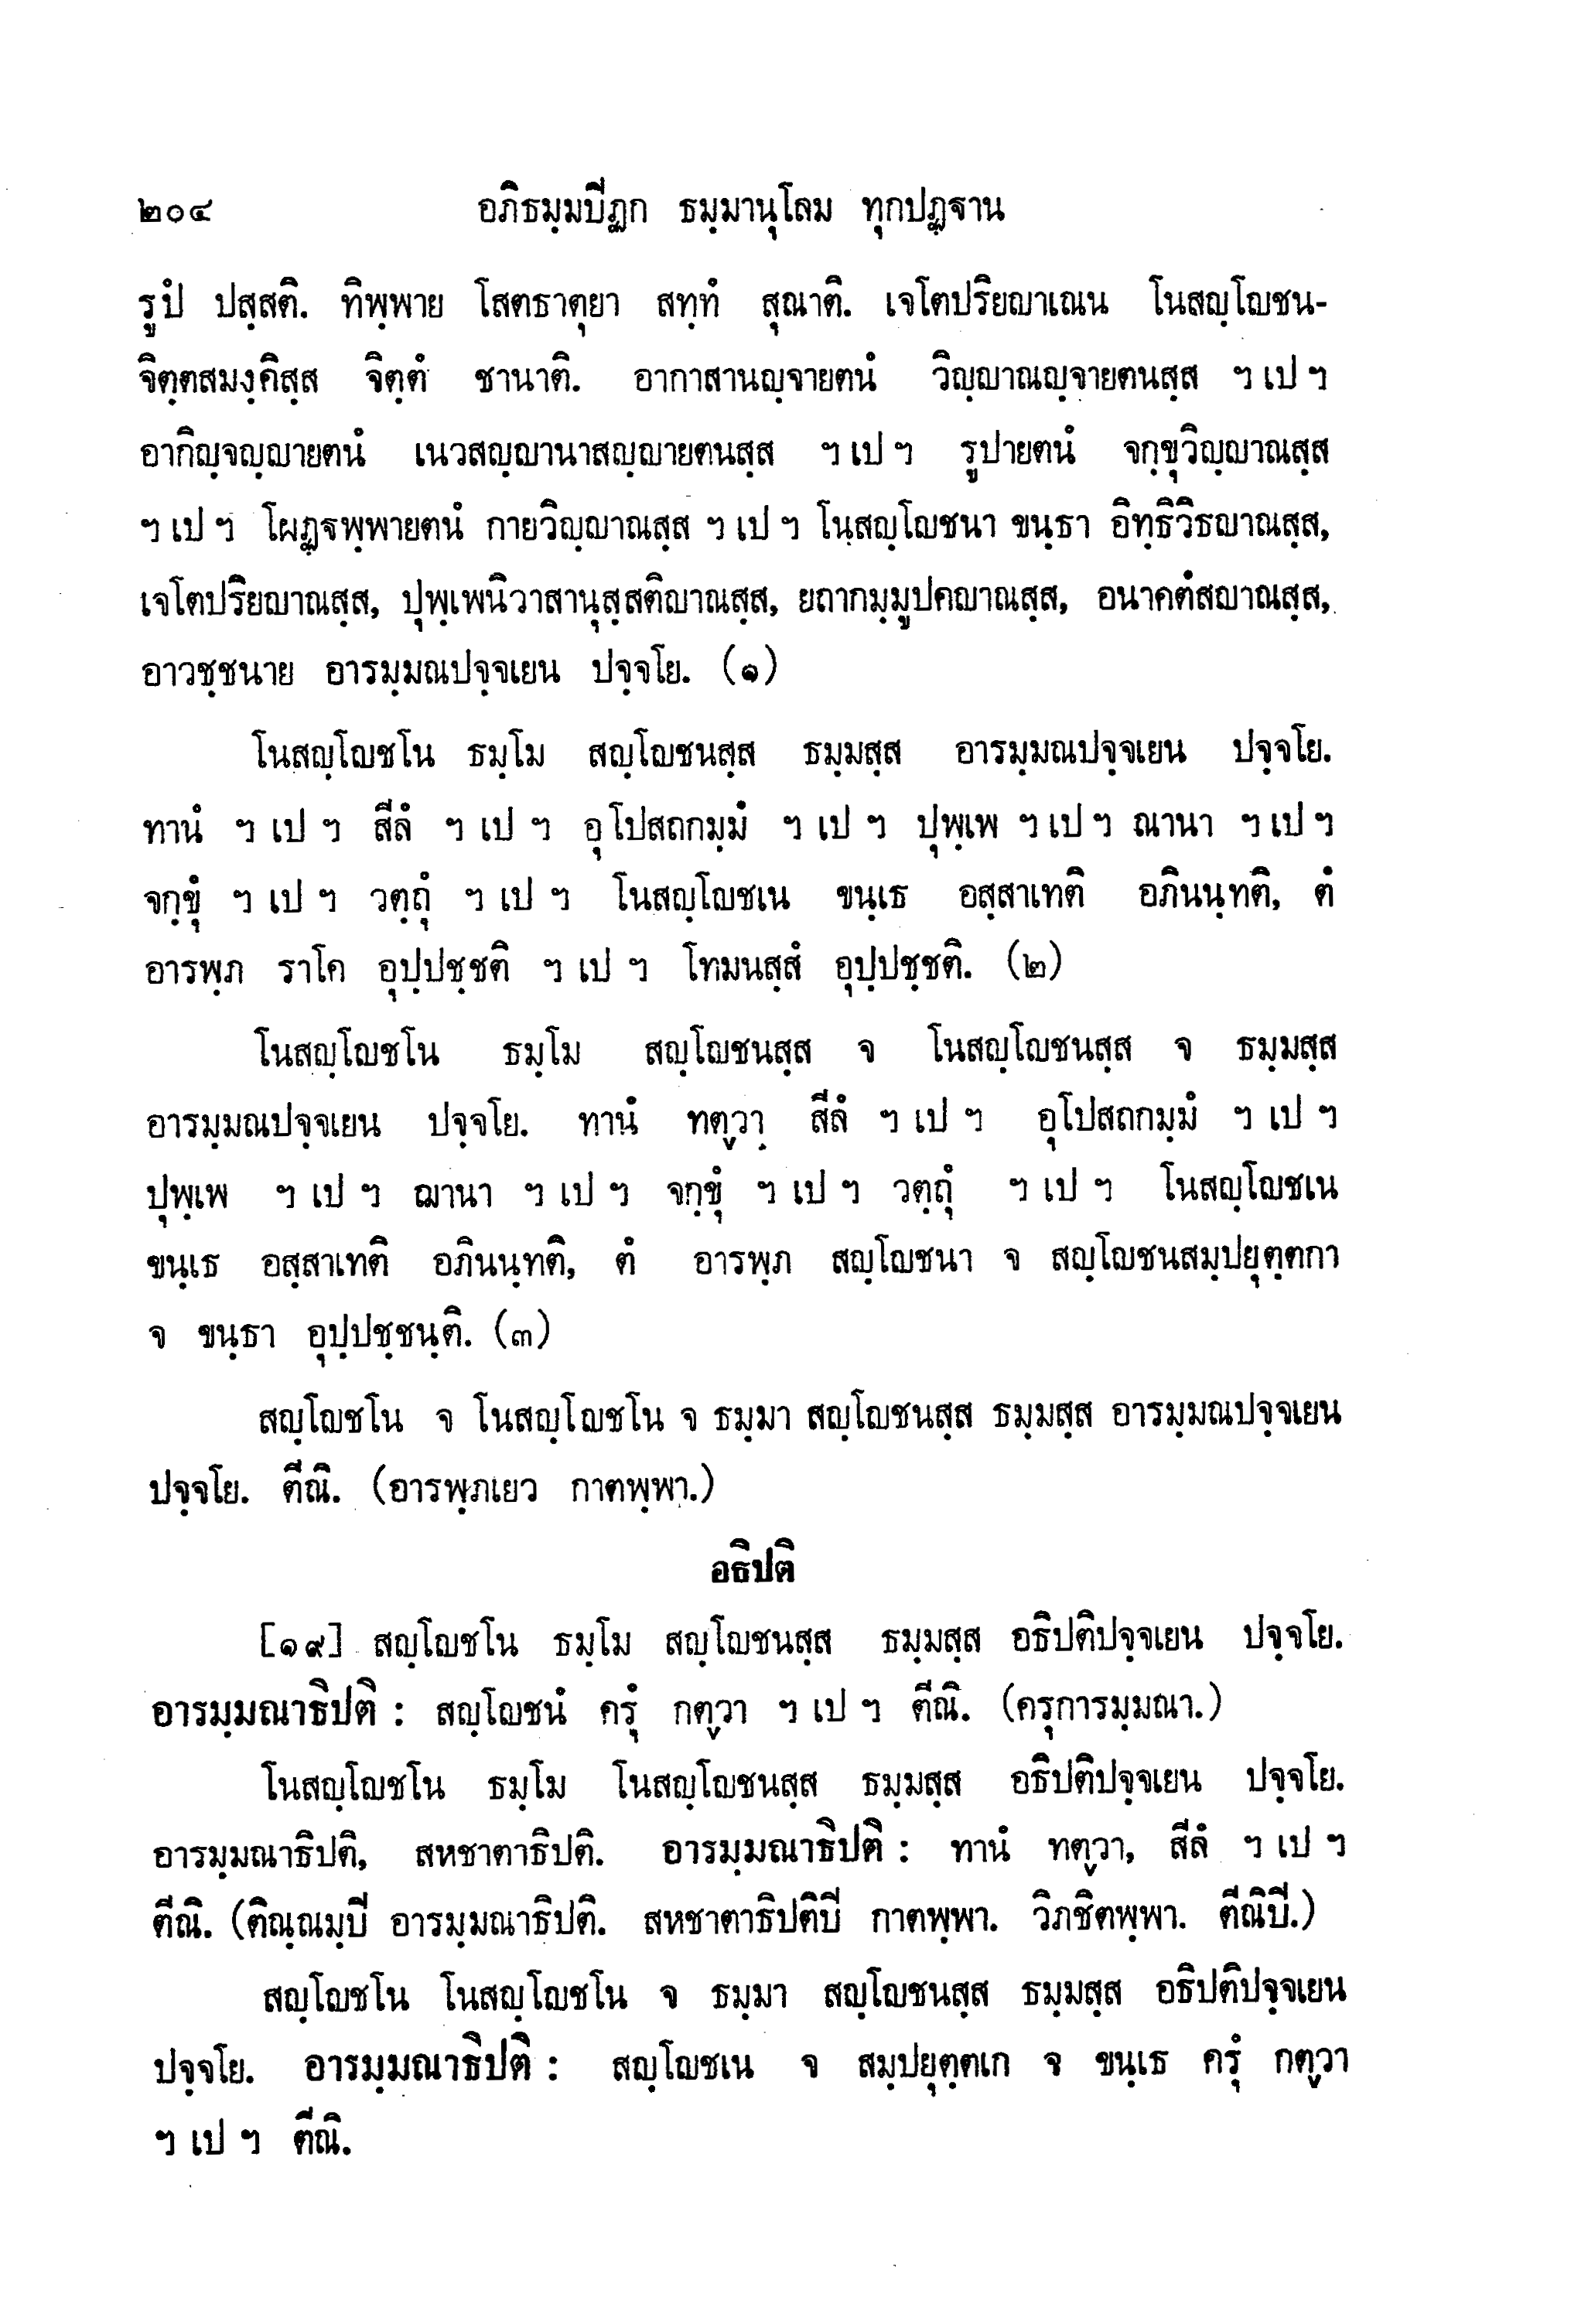 ๒๐๔ อภิธมฺมปีฏก ธมฺมานุโลม ทุกปฏฺฐาน
รูปํ ปสฺสติ. ทิพฺพาย โสตธาตุยา สทฺทํ สุณาติ. เจโตปริยญาเณน โนสญฺโญชน-
จิตฺตสมงฺคิสฺส จิตฺตํ ชานาติ. อากาสานญฺจายตนํ วิญฺญาณญฺจายตนสฺส ฯ เป ฯ
อากิญฺจญฺญายตนํ เนวสญฺญานาสญฺญายตนสฺส ฯ เป ฯ รูปายตนํ จกฺขุวิญฺญาณสฺส
ฯ เป ฯ โผฏฺฐพฺพายตนํ กายวิญฺญาณสฺส ฯ เป ฯ โนสญฺโญชนา ขนฺธา อิทฺธิวิธญาณสฺส,
เจโตปริยญาณสฺส, ปุพฺเพนิวาสานุสฺสติญาณสฺส, ยถากมฺมูปคญาณสฺส, อนาคตํสญาณสฺส,
อาวชฺชนาย อารมฺมณปจฺจเยน ปจฺจโย. (๑)
โนสญฺโญชโน ธมฺโม สญฺโญชนสฺส ธมฺมสฺส อารมฺมณปจฺจเยน ปจฺจโย.
ทานํ ฯ เป ฯ สีลํ ฯ เป ฯ อุโปสถกมฺมํ ฯ เป ฯ ปุพฺเพ ฯ เป ฯ ฌานา ฯ เป ฯ
จกฺขุํ ฯ เป ฯ วตฺถุํ ฯ เป ฯ โนสญฺโญชเน ขนฺเธ อสฺสาเทติ อภินนฺทติ, ตํ
อารพฺภ ราโค อุปฺปชฺชติ ฯ เป ฯ โทมนสฺสํ อุปฺปชฺชติ. (๒)
โนสญฺโญชโน ธมฺโม สญฺโญชนสฺส จ โนสญฺโญชนสฺส จ ธมฺมสฺส
อารมฺมณปจฺจเยน ปจฺจโย. ทานํ ทตฺวา สีลํ ฯ เป ฯ อุโปสถกมฺมํ ฯ เป ฯ
ปุพฺเพ ฯ เป ฯ ฌานา ฯ เป ฯ จกฺขุํ ฯ เป ฯ วตฺถุํ ฯ เป ฯ โนสญฺโญชเน
ขนฺเธ อสฺสาเทติ อภินนฺทติ, ตํ อารพฺภ สญฺโญชนา จ สญฺโญชนสมฺปยุตฺตกา
จ ขนฺธา อุปฺปชฺชนฺติ. (๓)
สญฺโญชโน จ โนสญฺโญชโน จ ธมฺมา สญฺโญชนสฺส ธมฺมสฺส อารมฺมณปจฺจเยน
ปจฺจโย. ตีณิ. (อารพฺภเยว กาตพฺพา.)
อธิปติ
[๑๙] สญฺโญชโน ธมฺโม สญฺโญชนสฺส ธมฺมสฺส อธิปติปจฺจเยน ปจฺจโย.
อารมฺมณาธิปติ : สญฺโญชนํ ครุํ กตฺวา ฯ เป ฯ ตีณิ. (ครุการมฺมณา.)
โนสญฺโญชโน ธมฺโม โนสญฺโญชนสฺส ธมฺมสฺส อธิปติปจฺจเยน ปจฺจโย.
อารมฺมณาธิปติ, สหชาตาธิปติ. อารมฺมณาธิปติ : ทานํ ทตฺวา, สีลํ ฯ เป ฯ
ตีณิ. (ติณฺณมฺปี อารมฺมณาธิปติ. สหชาตาธิปติปี กาตพฺพา. วิภชิตพฺพา. ตีณิปี.)
สญฺโญชโน โนสญฺโญชโน จ ธมฺมา สญฺโญชนสฺส ธมฺมสฺส อธิปติปจฺจเยน
ปจฺจโย. อารมฺมณาธิปติ : สญฺโญชเน จ สมฺปยุตฺตเก จ ขนฺเธ ครุํ กตฺวา
ฯ เป ฯ ตีณิ.